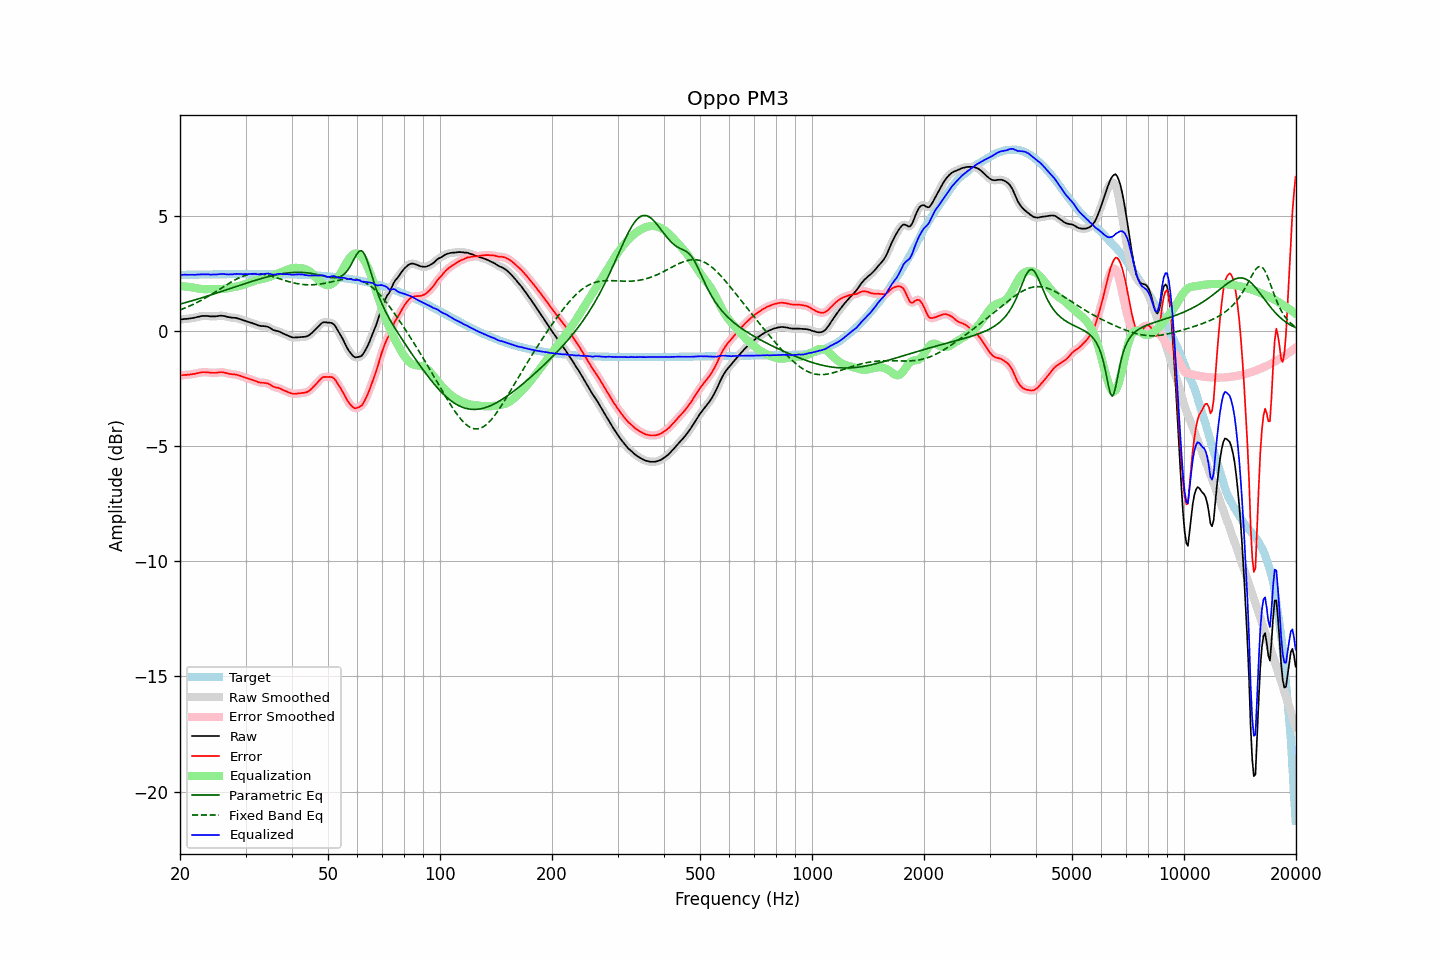 Oppo PM3
Amplitude (dBr)
5
0
−5
−10
−15
−20
Target
Raw Smoothed
Error Smoothed
Raw
Error
Equalization
Parametric Eq
Fixed Band Eq
Equalized
20 50 100 200 500 1000 2000 5000 10000 20000
Frequency (Hz)